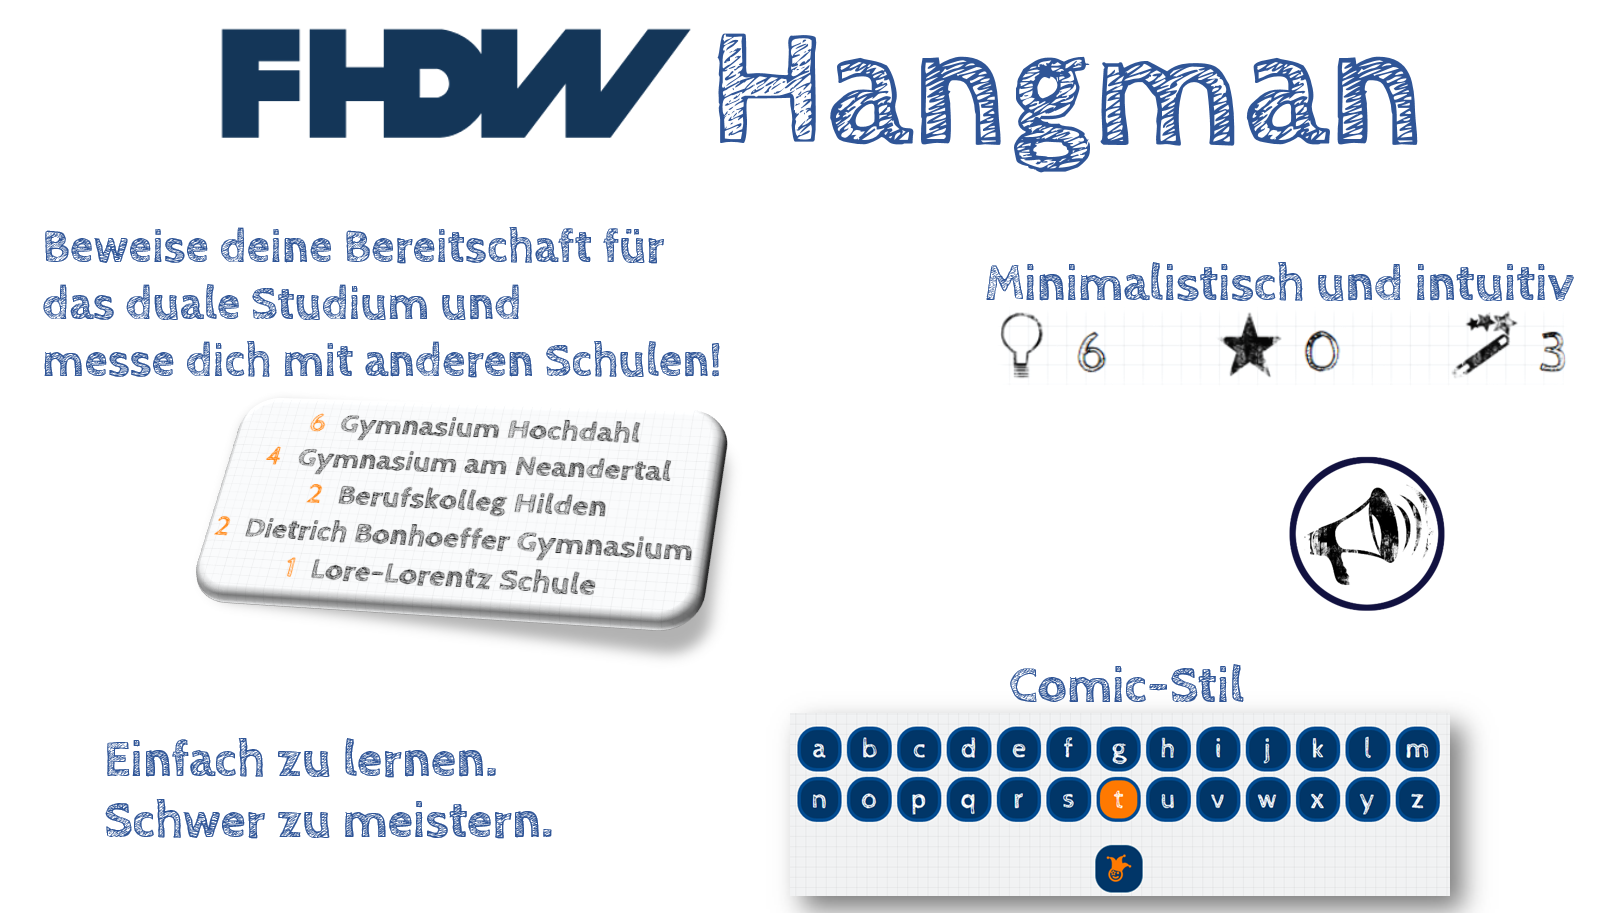 FHDW Hangman
Beweise deine Bereitschaft für
das duale Studium und
messe dich mit anderen Schulen!
6 Gymnasium Hochdahl
4 Gymnasium am Neandertal
2 Berufskolleg Hilden
2 Dietrich Bonhoeffer Gymnasium
1 Lore-Lorentz Schule
Minimalistisch und intuitiv
6 0 3
Einfach zu lernen.
Schwer zu meistern.
Comic-Stil
a b c d e f g h i j k l m
n o p q r s t u v w x y z